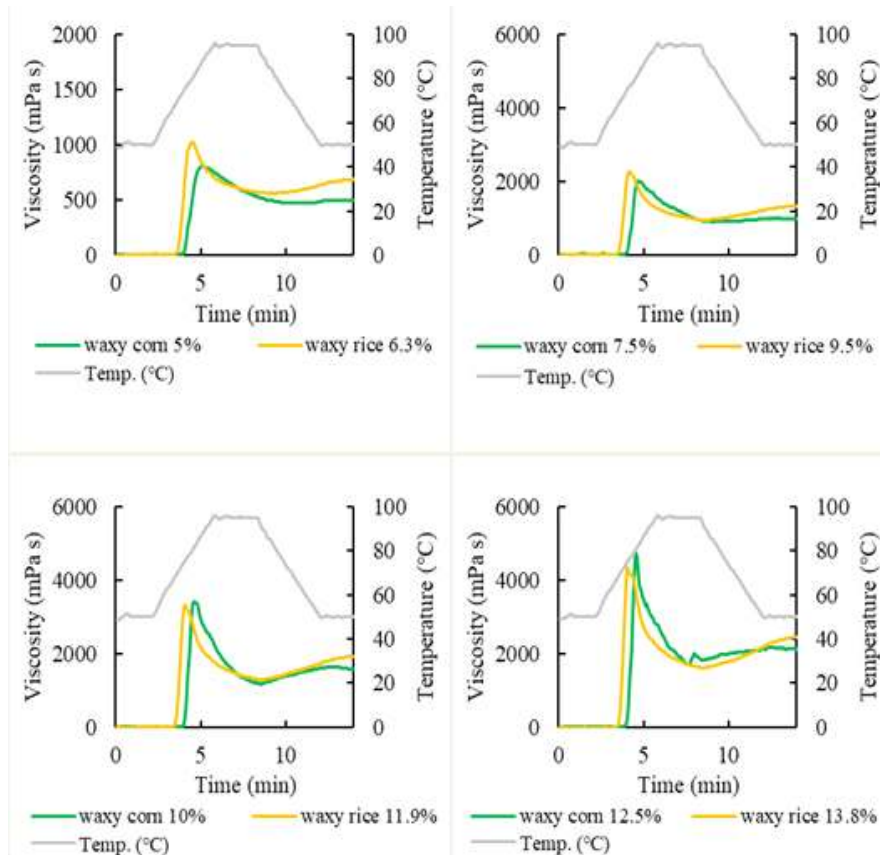 2000
1500
1000
500
0
100
80
60
40
20
0
Viscosity (mPa s)
Temperature (°C)
0 5 10
Time (min)
waxy corn 5% waxy rice 6.3%
Temp. (°C)
6000
4000
2000
0
100
80
60
40
20
0
Viscosity (mPa s)
Temperature (°C)
0 5 10
Time (min)
waxy corn 7.5% waxy rice 9.5%
Temp. (°C)
6000
4000
2000
0
100
80
60
40
20
0
Viscosity (mPa s)
Temperature (°C)
0 5 10
Time (min)
waxy corn 10% waxy rice 11.9%
Temp. (°C)
6000
4000
2000
0
100
80
60
40
20
0
Viscosity (mPa s)
Temperature (°C)
0 5 10
Time (min)
waxy corn 12.5% waxy rice 13.8%
Temp. (°C)